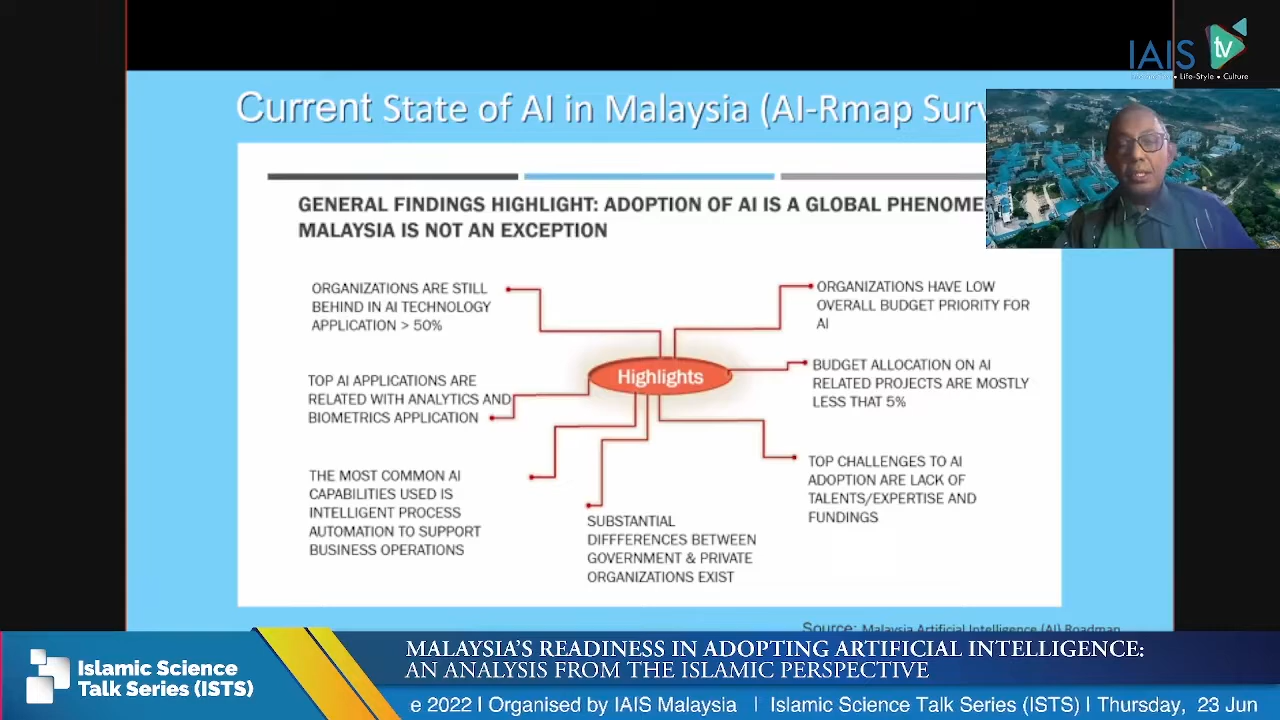 IAIS tv
Life-Style • Culture
Current State of AI in Malaysia (AI-Rmap Surv
GENERAL FINDINGS HIGHLIGHT: ADOPTION OF AI IS A GLOBAL PHENOME
MALAYSIA IS NOT AN EXCEPTION
ORGANIZATIONS ARE STILL
BEHIND IN AI TECHNOLOGY
APPLICATION > 50%
TOP AI APPLICATIONS ARE
RELATED WITH ANALYTICS AND
BIOMETRICS APPLICATION
THE MOST COMMON AI
CAPABILITIES USED IS
INTELLIGENT PROCESS
AUTOMATION TO SUPPORT
BUSINESS OPERATIONS
Highlights
SUBSTANTIAL
DIFFFERENCES BETWEEN
GOVERNMENT & PRIVATE
ORGANIZATIONS EXIST
ORGANIZATIONS HAVE LOW
OVERALL BUDGET PRIORITY FOR
AI
BUDGET ALLOCATION ON AI
RELATED PROJECTS ARE MOSTLY
LESS THAT 5%
TOP CHALLENGES TO AI
ADOPTION ARE LACK OF
TALENTS/EXPERTISE AND
FUNDINGS
Source: Malaysia Artificial Intelligence (AI) Roadmap
Islamic Science
Talk Series (ISTS)
MALAYSIA'S READINESS IN ADOPTING ARTIFICIAL INTELLIGENCE:
AN ANALYSIS FROM THE ISLAMIC PERSPECTIVE
e 2022 I Organised by IAIS Malaysia I Islamic Science Talk Series (ISTS) I Thursday, 23 Jun